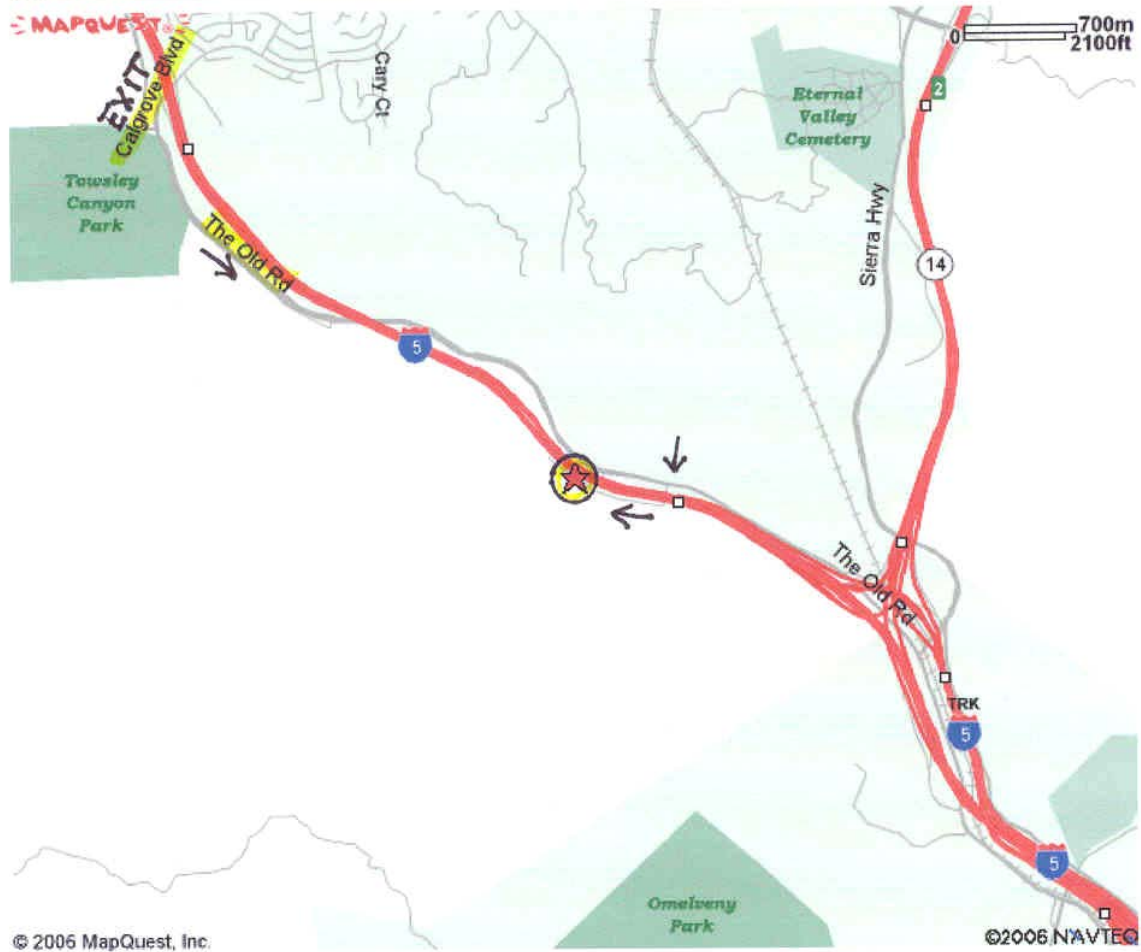 MAPQUEST
700m
0
2100ft
EXIT
Calgrove Blvd
Cary Ct
2
Eternal
Valley
Cemetery
Towsley
Canyon
Park
Sierra Hwy
The Old Rd
14
5
The Old Rd
TRK
5
5
Omelveny
Park
© 2006 MapQuest, Inc.
©2006 NAVTEQ